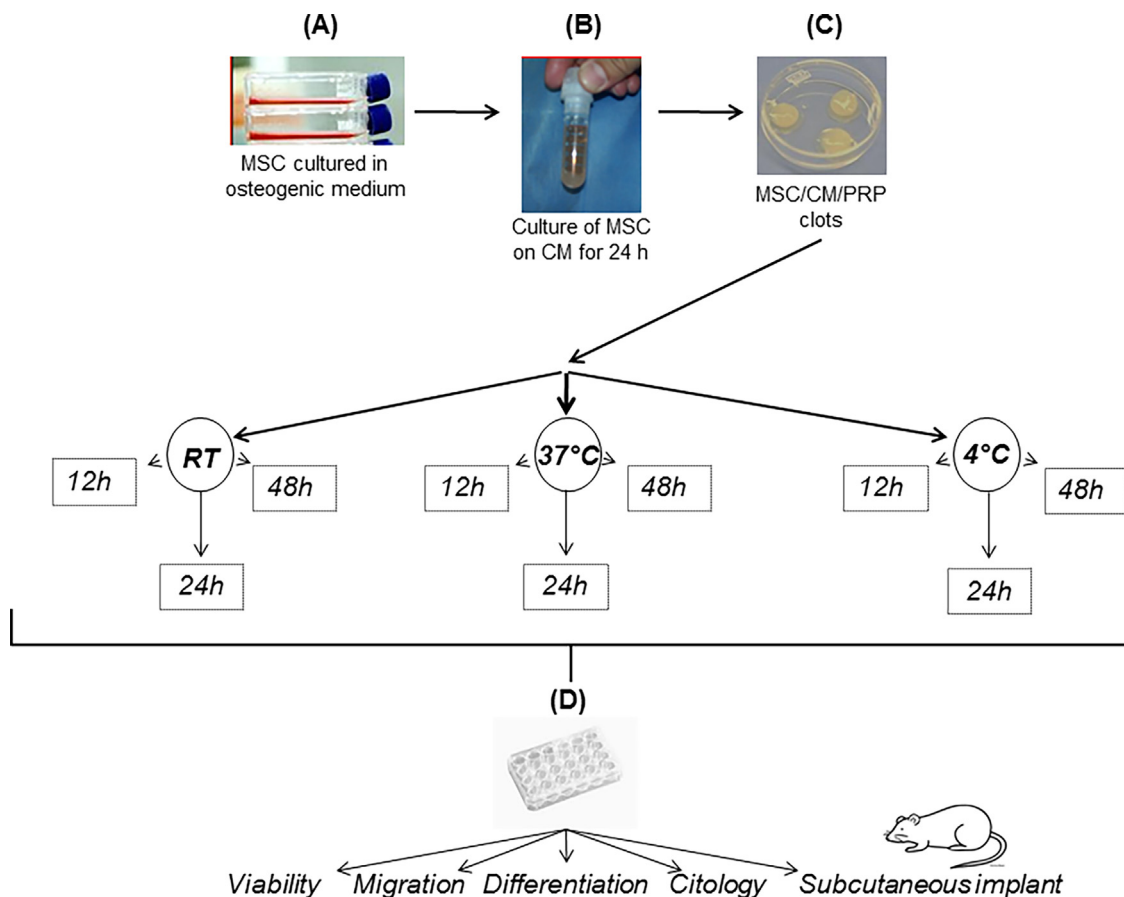 (A)
(B)
(C)
MSC cultured in
osteogenic medium
Culture of MSC
on CM for 24 h
MSC/CM/PRP
clots
RT
37°C
4°C
12h
48h
12h
48h
12h
48h
24h
24h
24h
(D)
Viability
Migration
Differentiation
Citology
Subcutaneous implant